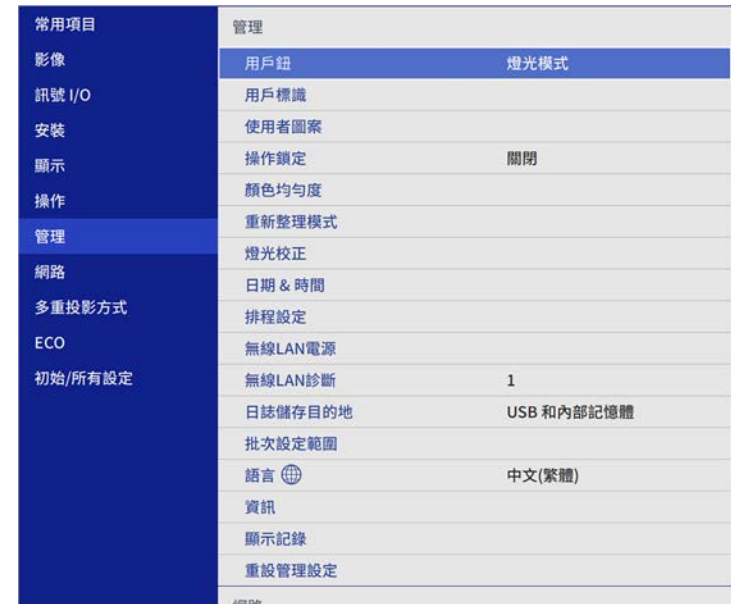 常用項目
影像
訊號 I/O
安裝
顯示
操作
管理
網路
多重投影方式
ECO
初始/所有設定
管理
用戶鈕 燈光模式
用戶標識
使用者圖案
操作鎖定 關閉
顏色均勻度
重新整理模式
燈光校正
日期 & 時間
排程設定
無線LAN電源
無線LAN診斷 1
日誌儲存目的地 USB 和內部記憶體
批次設定範圍
語言 中文(繁體)
資訊
顯示記錄
重設管理設定